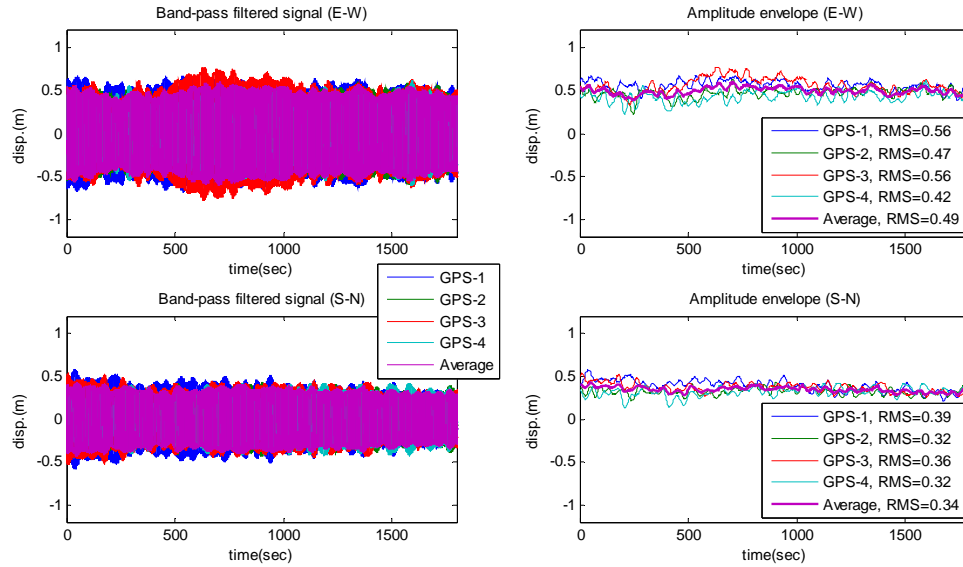 Band-pass filtered signal (E-W)
1
0.5
0
-0.5
-1
disp.(m)
0
500
1000
1500
time(sec)
Amplitude envelope (E-W)
1
0.5
0
-0.5
-1
disp.(m)
GPS-1, RMS=0.56
GPS-2, RMS=0.47
GPS-3, RMS=0.56
GPS-4, RMS=0.42
Average, RMS=0.49
0
500
1000
1500
time(sec)
GPS-1
GPS-2
GPS-3
GPS-4
Average
Band-pass filtered signal (S-N)
1
0.5
0
-0.5
-1
disp.(m)
0
500
1000
1500
time(sec)
Amplitude envelope (S-N)
1
0.5
0
-0.5
-1
disp.(m)
GPS-1, RMS=0.39
GPS-2, RMS=0.32
GPS-3, RMS=0.36
GPS-4, RMS=0.32
Average, RMS=0.34
0
500
1000
1500
time(sec)